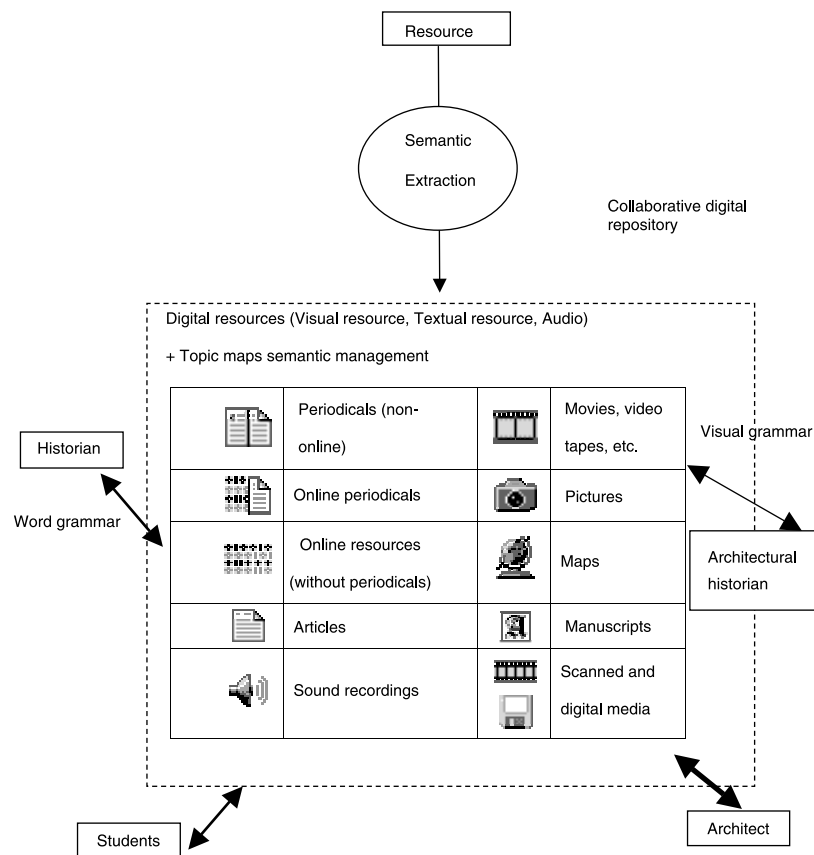 Resource
Semantic
Extraction
Collaborative digital
repository
Digital resources (Visual resource, Textual resource, Audio)
+ Topic maps semantic management
Periodicals (non-
online)
Movies, video
tapes, etc.
Visual grammar
Historian
Online periodicals
Pictures
Word grammar
Online resources
(without periodicals)
Maps
Architectural
historian
Articles
Manuscripts
Sound recordings
Scanned and
digital media
Students
Architect